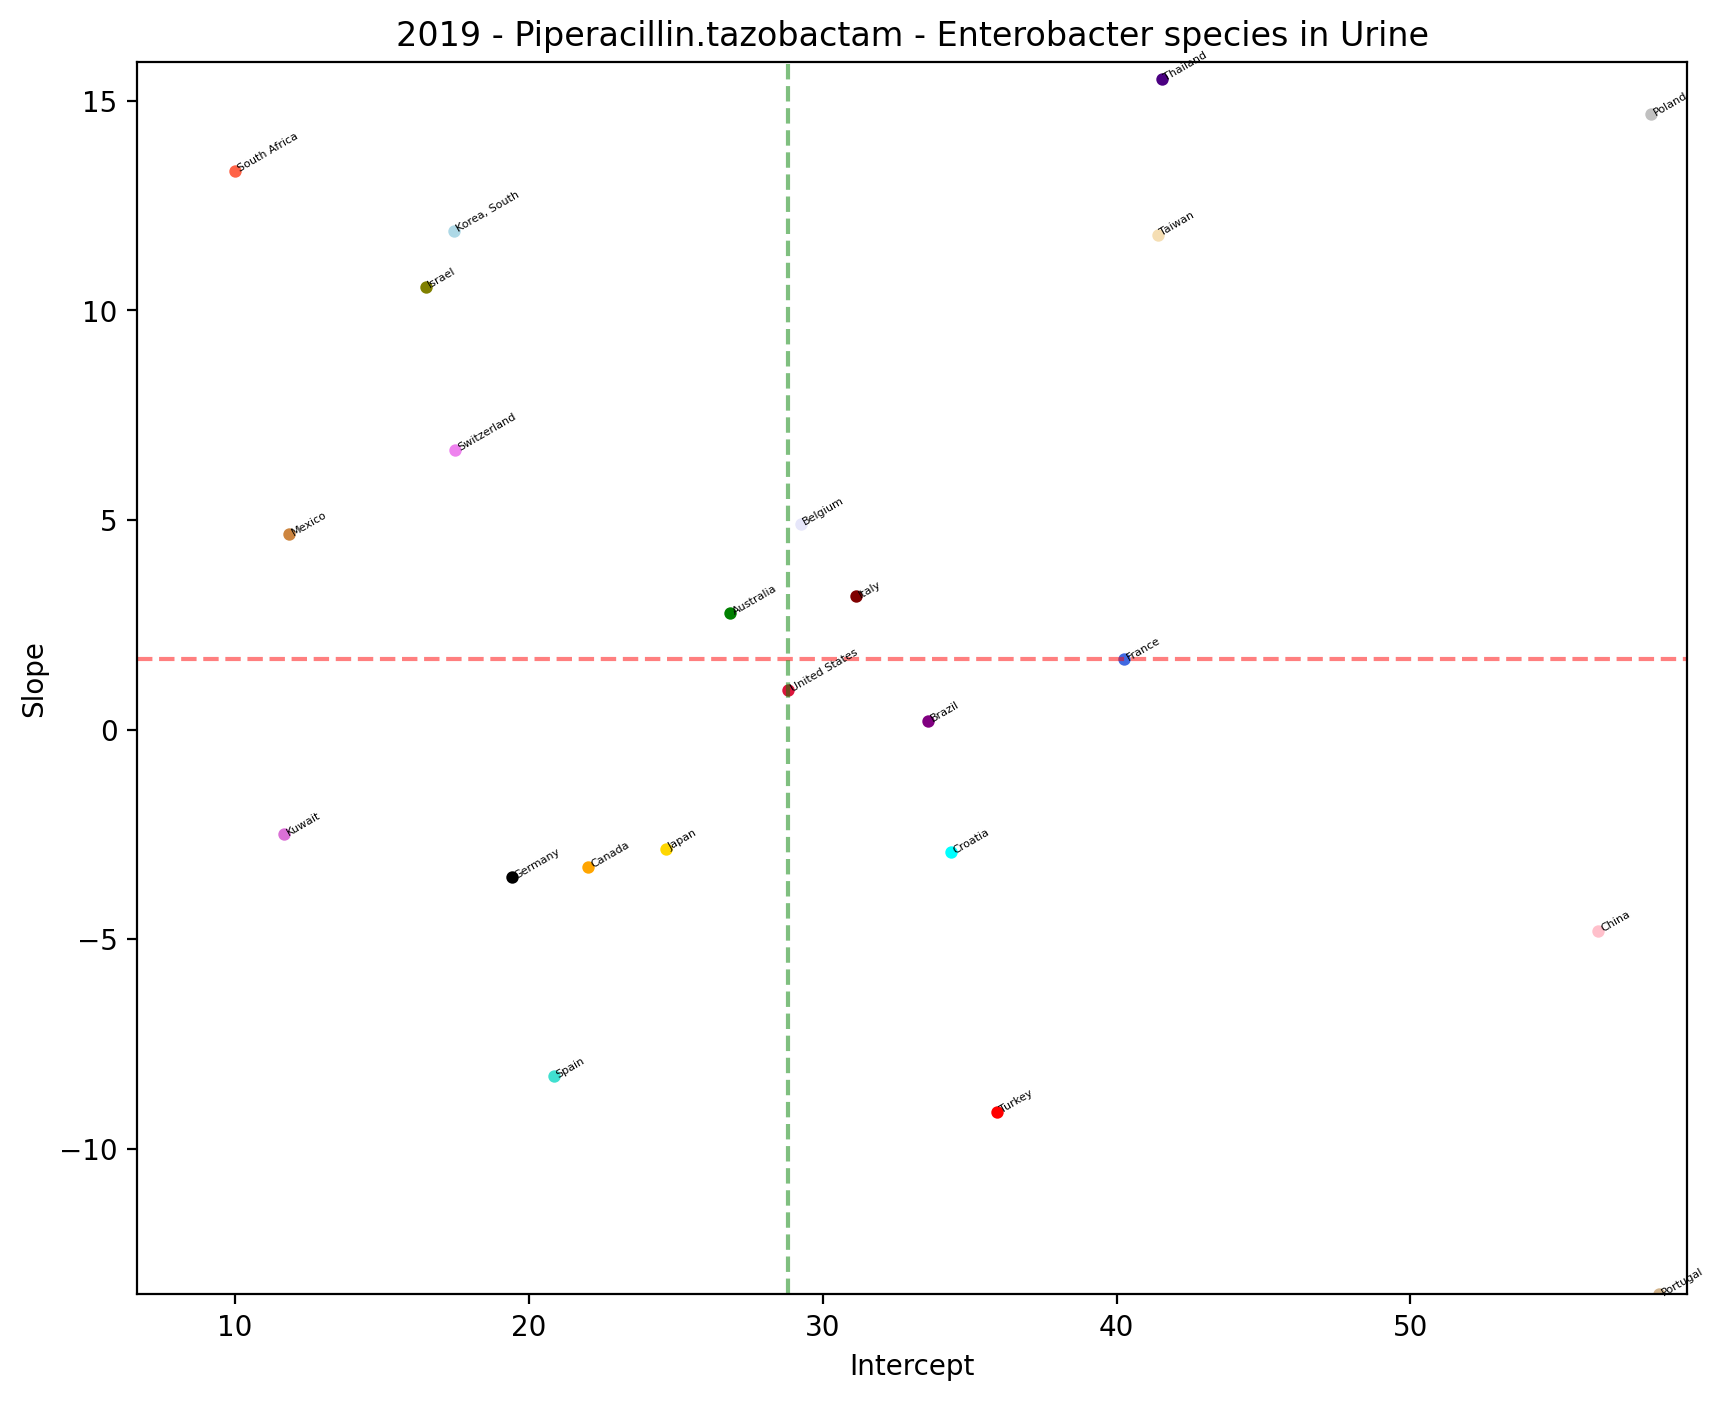 2019 - Piperacillin.tazobactam - Enterobacter species in Urine
Thailand
Poland
15
South Africa
Korea, South
Taiwan
Israel
10
Switzerland
Mexico
Belgium
5
Australia
Italy
France
United States
Slope
Brazil
0
Kuwait
Germany
Canada
Japan
Croatia
China
−5
Spain
Turkey
−10
Portugal
10
20
30
40
50
Intercept